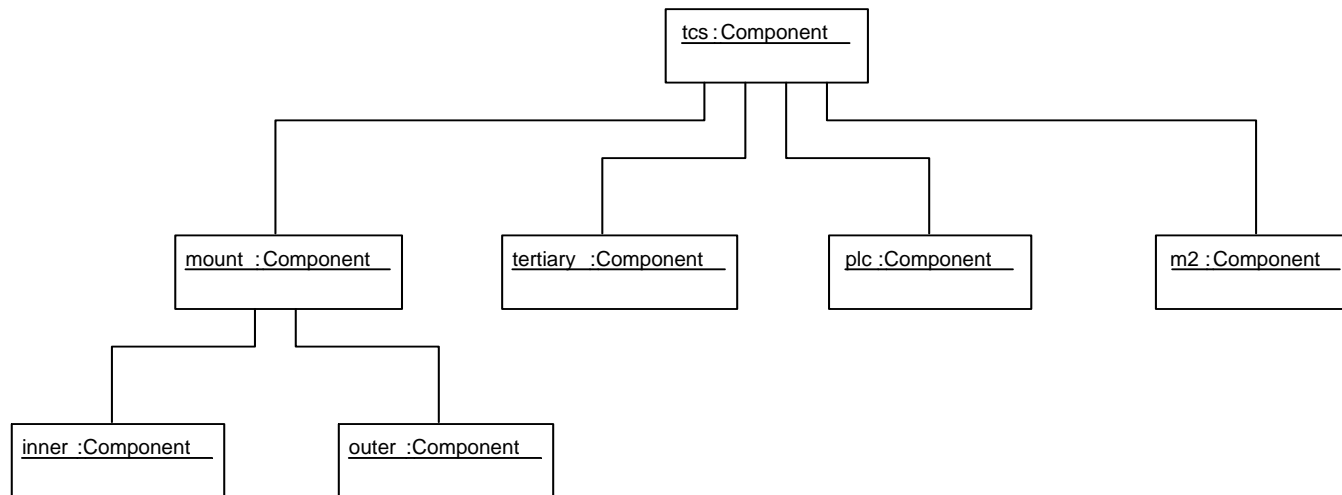 tcs :Component
mount :Component
tertiary :Component
plc :Component
m2 :Component
inner :Component
outer :Component